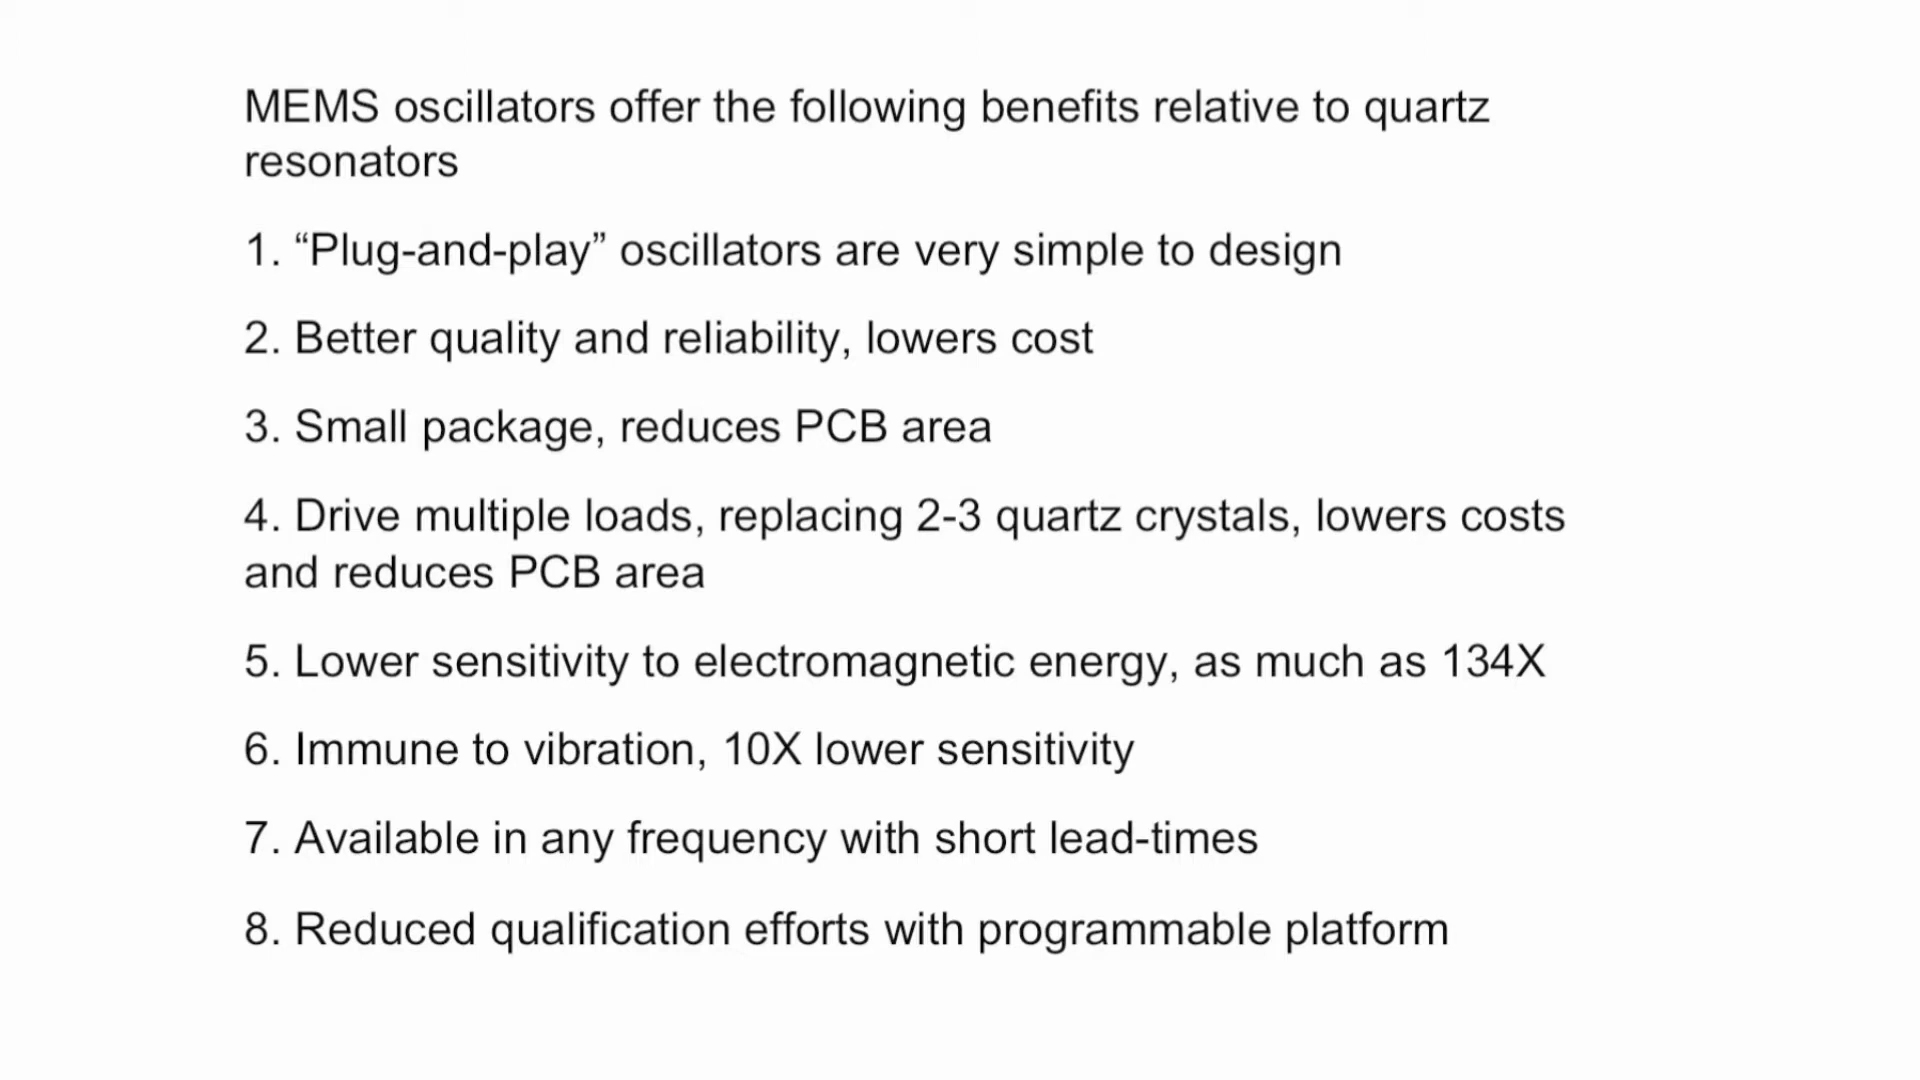 MEMS oscillators offer the following benefits relative to quartz
resonators
1. “Plug-and-play” oscillators are very simple to design
2. Better quality and reliability, lowers cost
3. Small package, reduces PCB area
4. Drive multiple loads, replacing 2-3 quartz crystals, lowers costs
and reduces PCB area
5. Lower sensitivity to electromagnetic energy, as much as 134X
6. Immune to vibration, 10X lower sensitivity
7. Available in any frequency with short lead-times
8. Reduced qualification efforts with programmable platform